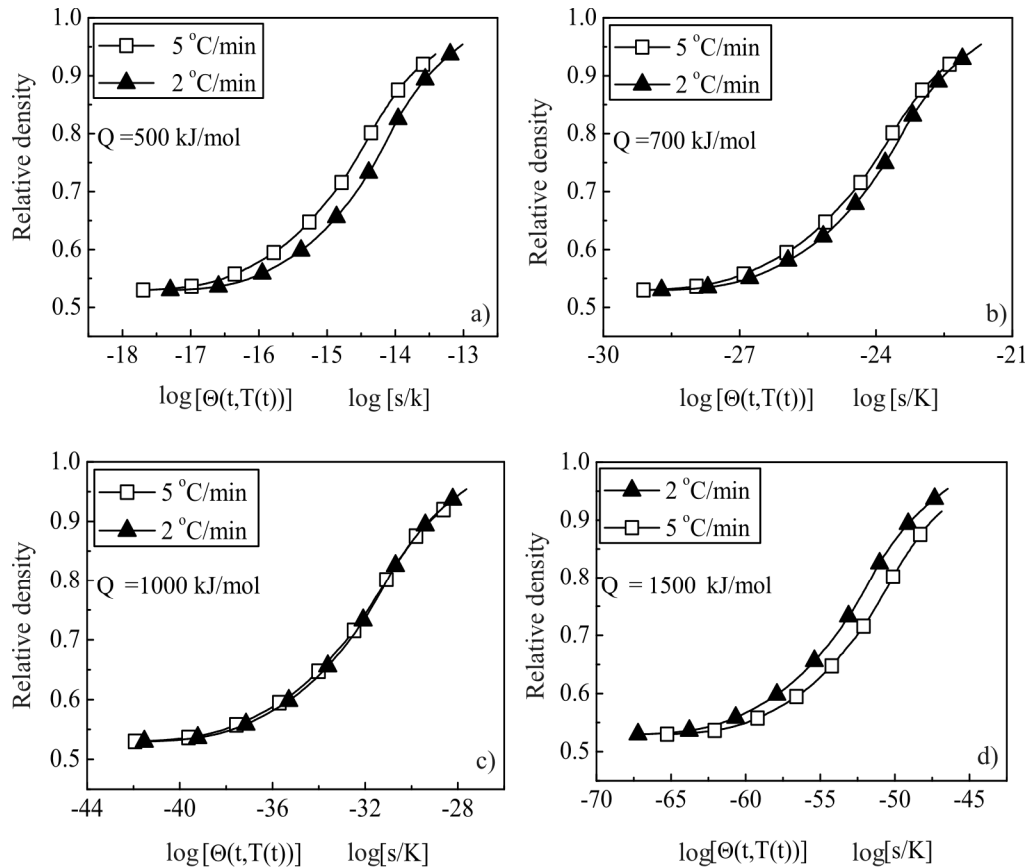 5 °C/min
2 °C/min
Q =500 kJ/mol
Relative density
1.0
0.9
0.8
0.7
0.6
0.5
a)
-18 -17 -16 -15 -14 -13
log[Θ(t,T(t))] log[s/k]
5 °C/min
2 °C/min
Q =700 kJ/mol
Relative density
1.0
0.9
0.8
0.7
0.6
0.5
b)
-30 -27 -24 -21
log[Θ(t,T(t))] log[s/K]
5 °C/min
2 °C/min
Q =1000 kJ/mol
Relative density
1.0
0.9
0.8
0.7
0.6
0.5
c)
-44 -40 -36 -32 -28
log[Θ(t,T(t))] log[s/K]
2 °C/min
5 °C/min
Q = 1500 kJ/mol
Relative density
1.0
0.9
0.8
0.7
0.6
0.5
d)
-70 -65 -60 -55 -50 -45
log[Θ(t,T(t))] log[s/K]